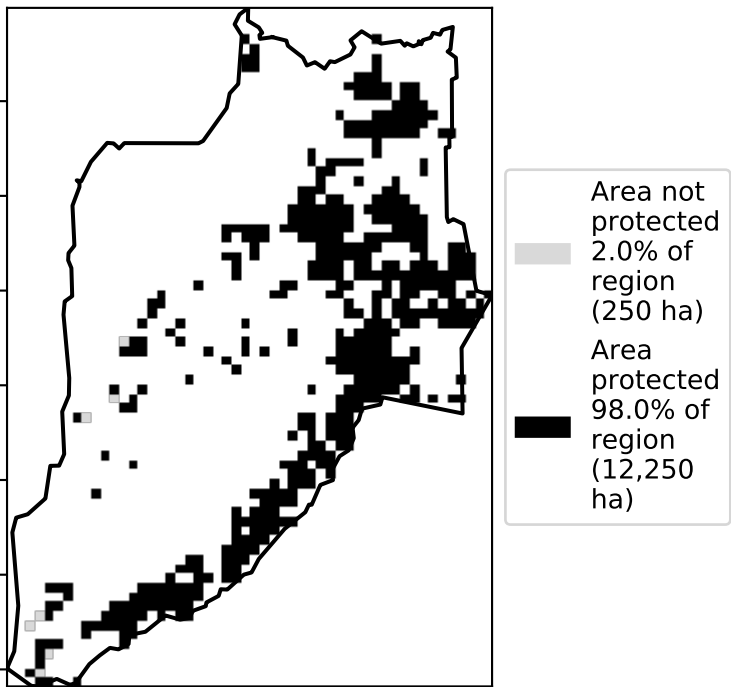 Area not
protected
2.0% of
region
(250 ha)
Area
protected
98.0% of
region
(12,250
ha)